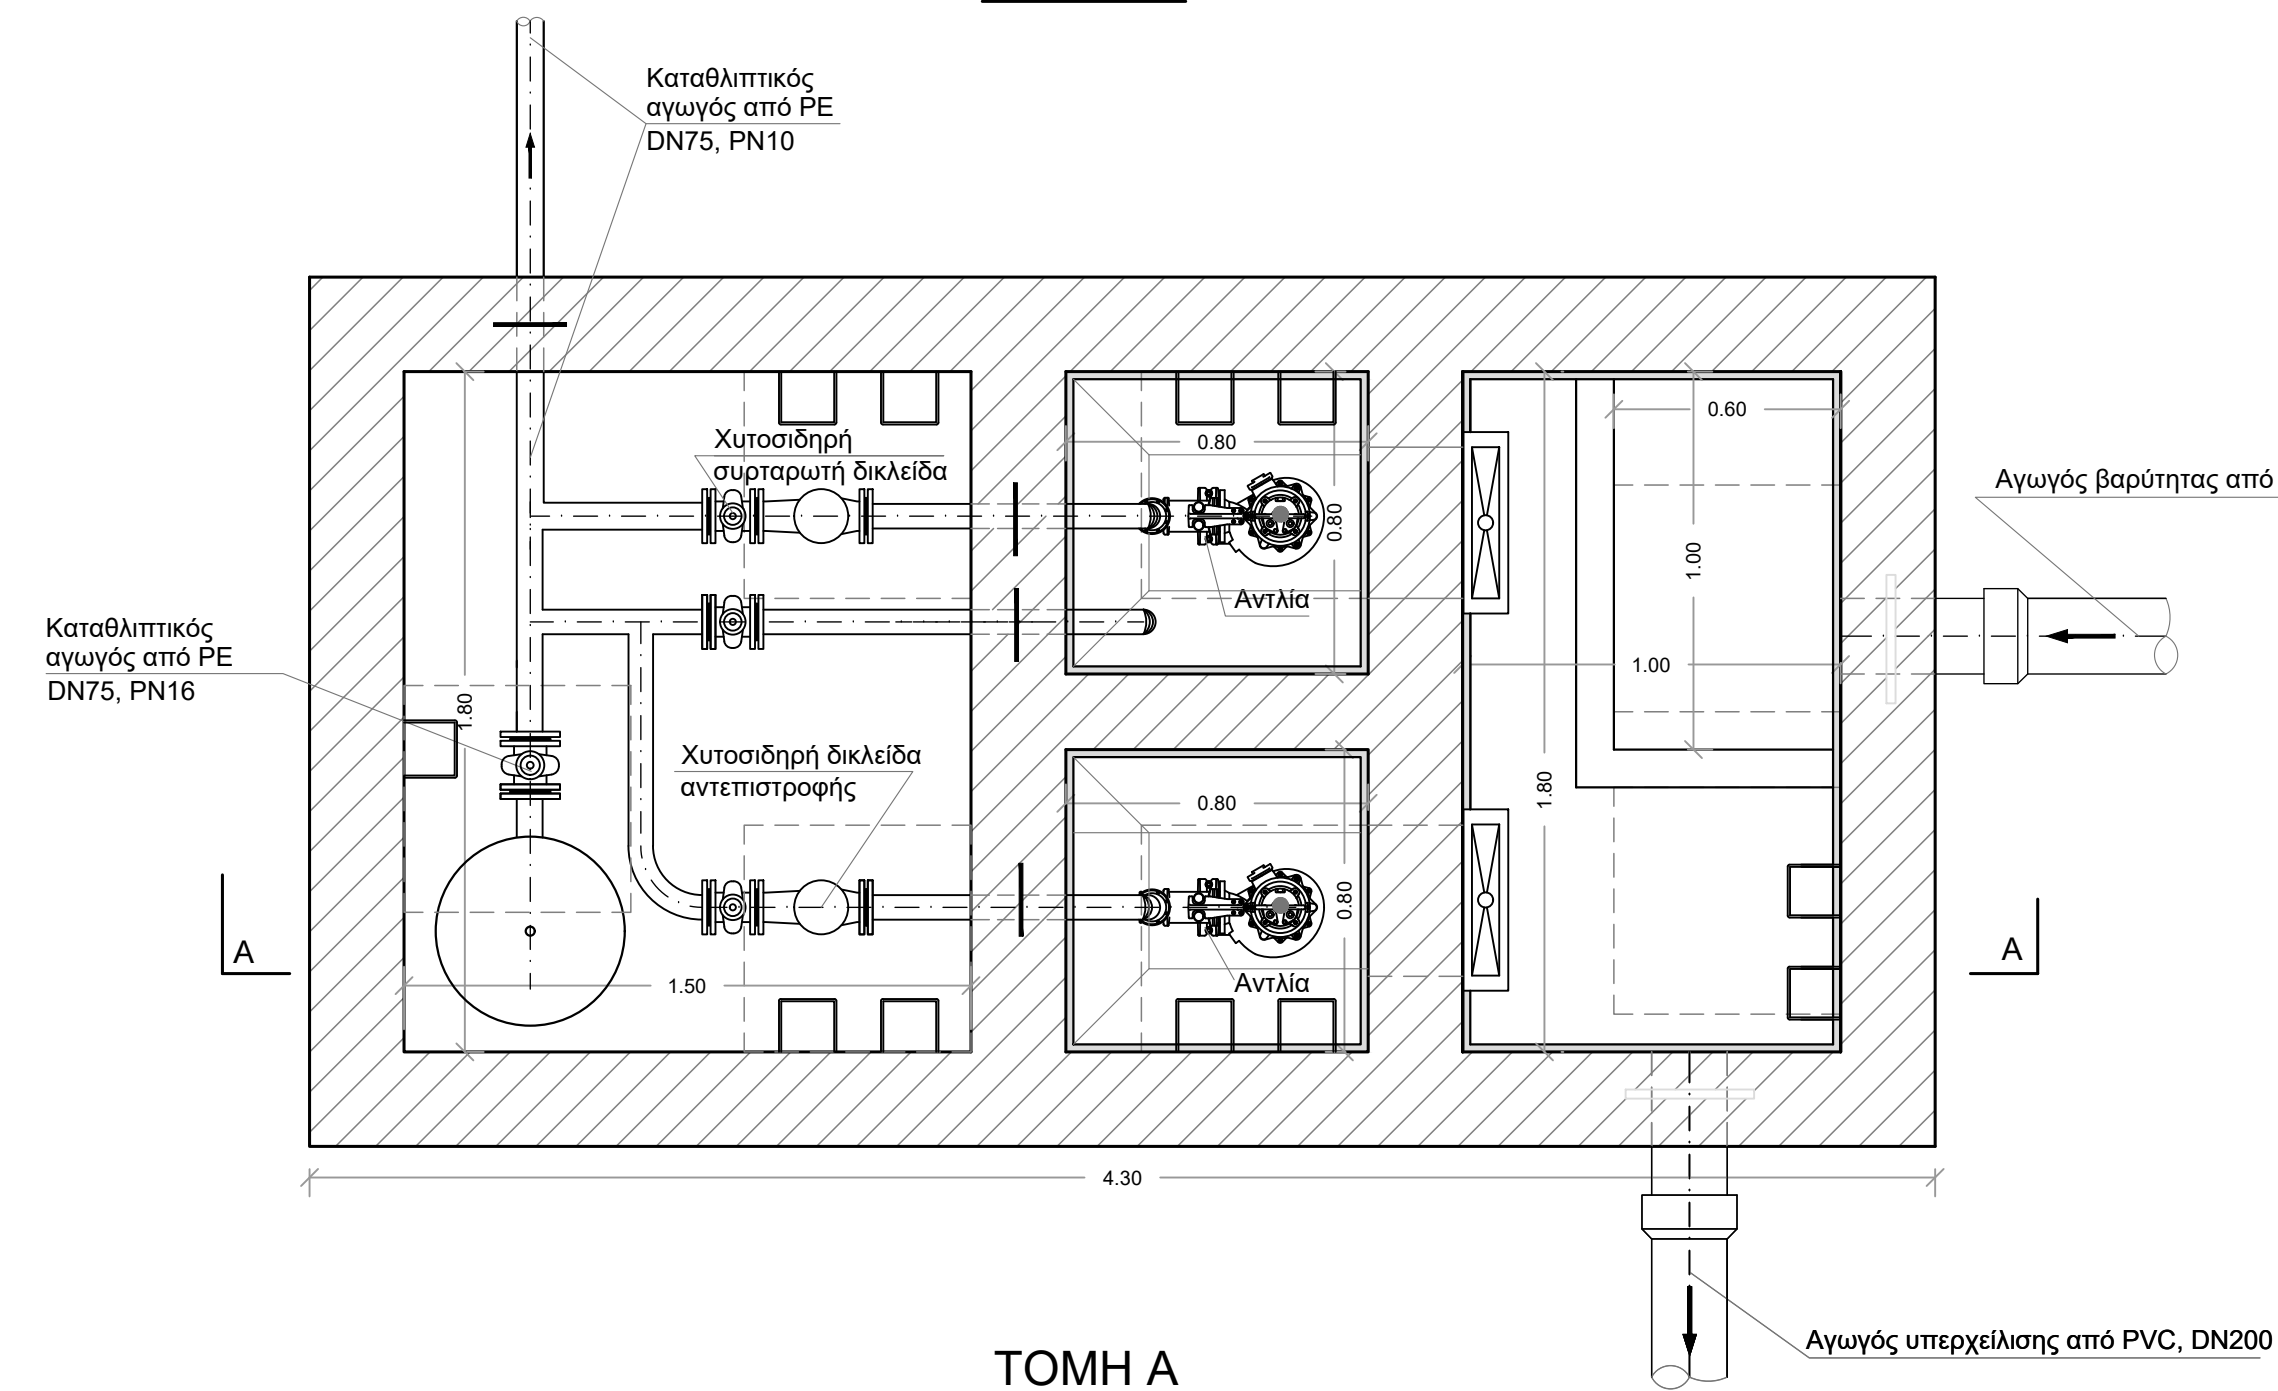 Καταθλιπτικός
αγωγός από PE
DN75, PN10
0.60
Χυτοσιδηρή
συρταρωτή δικλείδα
0.80
Αγωγός βαρύτητας από
0.80
1.00
Αντλία
Καταθλιπτικός
αγωγός από PE
DN75, PN16
1.00
1.80
Χυτοσιδηρή δικλείδα
αντεπιστροφής
0.80
1.80
0.80
A
A
1.50
Αντλία
4.30
Αγωγός υπερχείλισης από PVC, DN200
ΤΟΜΗ Α